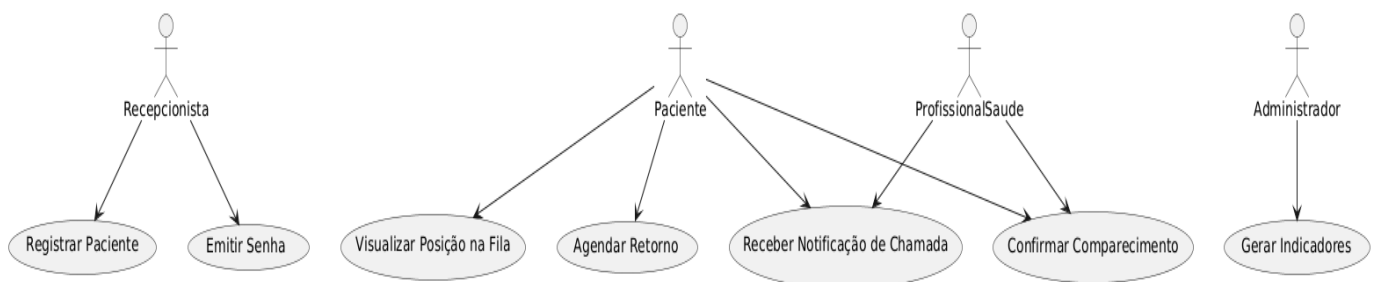 Recepcionista
Paciente
ProfissionalSaude
Administrador
Registrar Paciente
Emitir Senha
Visualizar Posição na Fila
Agendar Retorno
Receber Notificação de Chamada
Confirmar Comparecimento
Gerar Indicadores